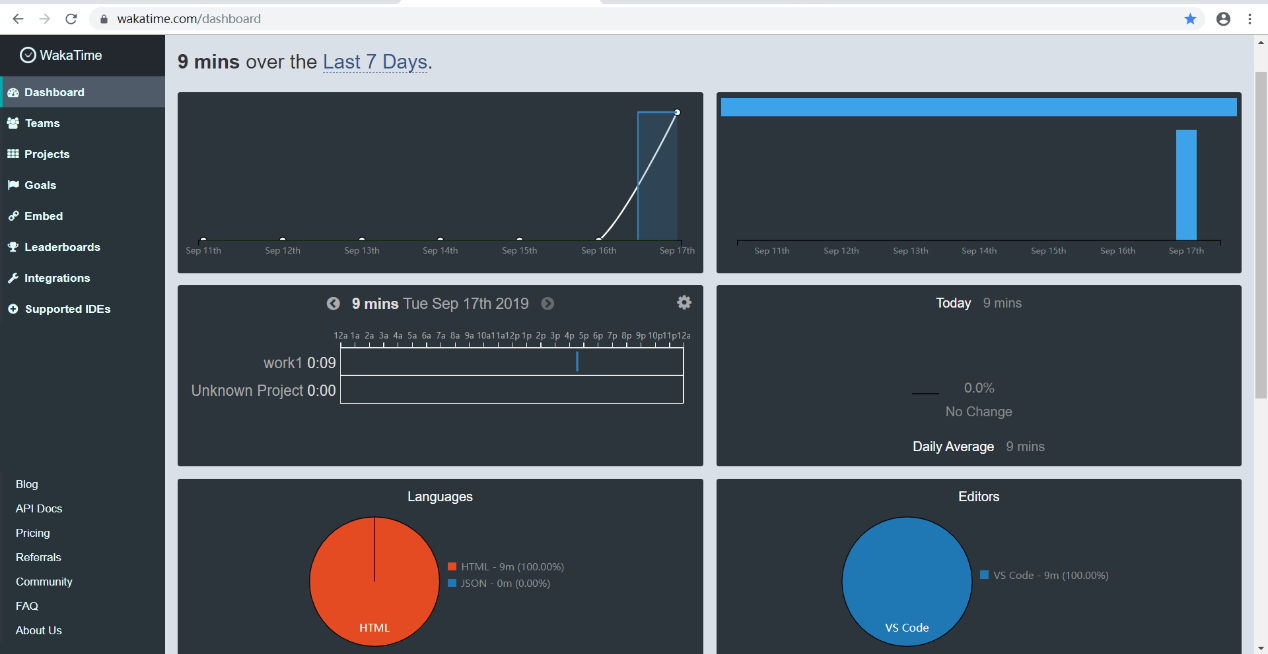 wakatime.com/dashboard
WakaTime
Dashboard
Teams
Projects
Goals
Embed
Leaderboards
Integrations
Supported IDEs
Blog
API Docs
Pricing
Referrals
Community
FAQ
About Us
9 mins over the Last 7 Days.
Sep 11th Sep 12th Sep 13th Sep 14th Sep 15th Sep 16th Sep 17th
Sep 11th Sep 12th Sep 13th Sep 14th Sep 15th Sep 16th Sep 17th
9 mins Tue Sep 17th 2019
12a 1a 2a 3a 4a 5a 6a 7a 8a 9a 10a 11a 12p 1p 2p 3p 4p 5p 6p 7p 8p 9p 10p 11p 12a
work1 0:09
Unknown Project 0:00
Today 9 mins
0.0%
No Change
Daily Average 9 mins
Languages
HTML - 9m (100.00%)
JSON - 0m (0.00%)
HTML
Editors
VS Code - 9m (100.00%)
VS Code